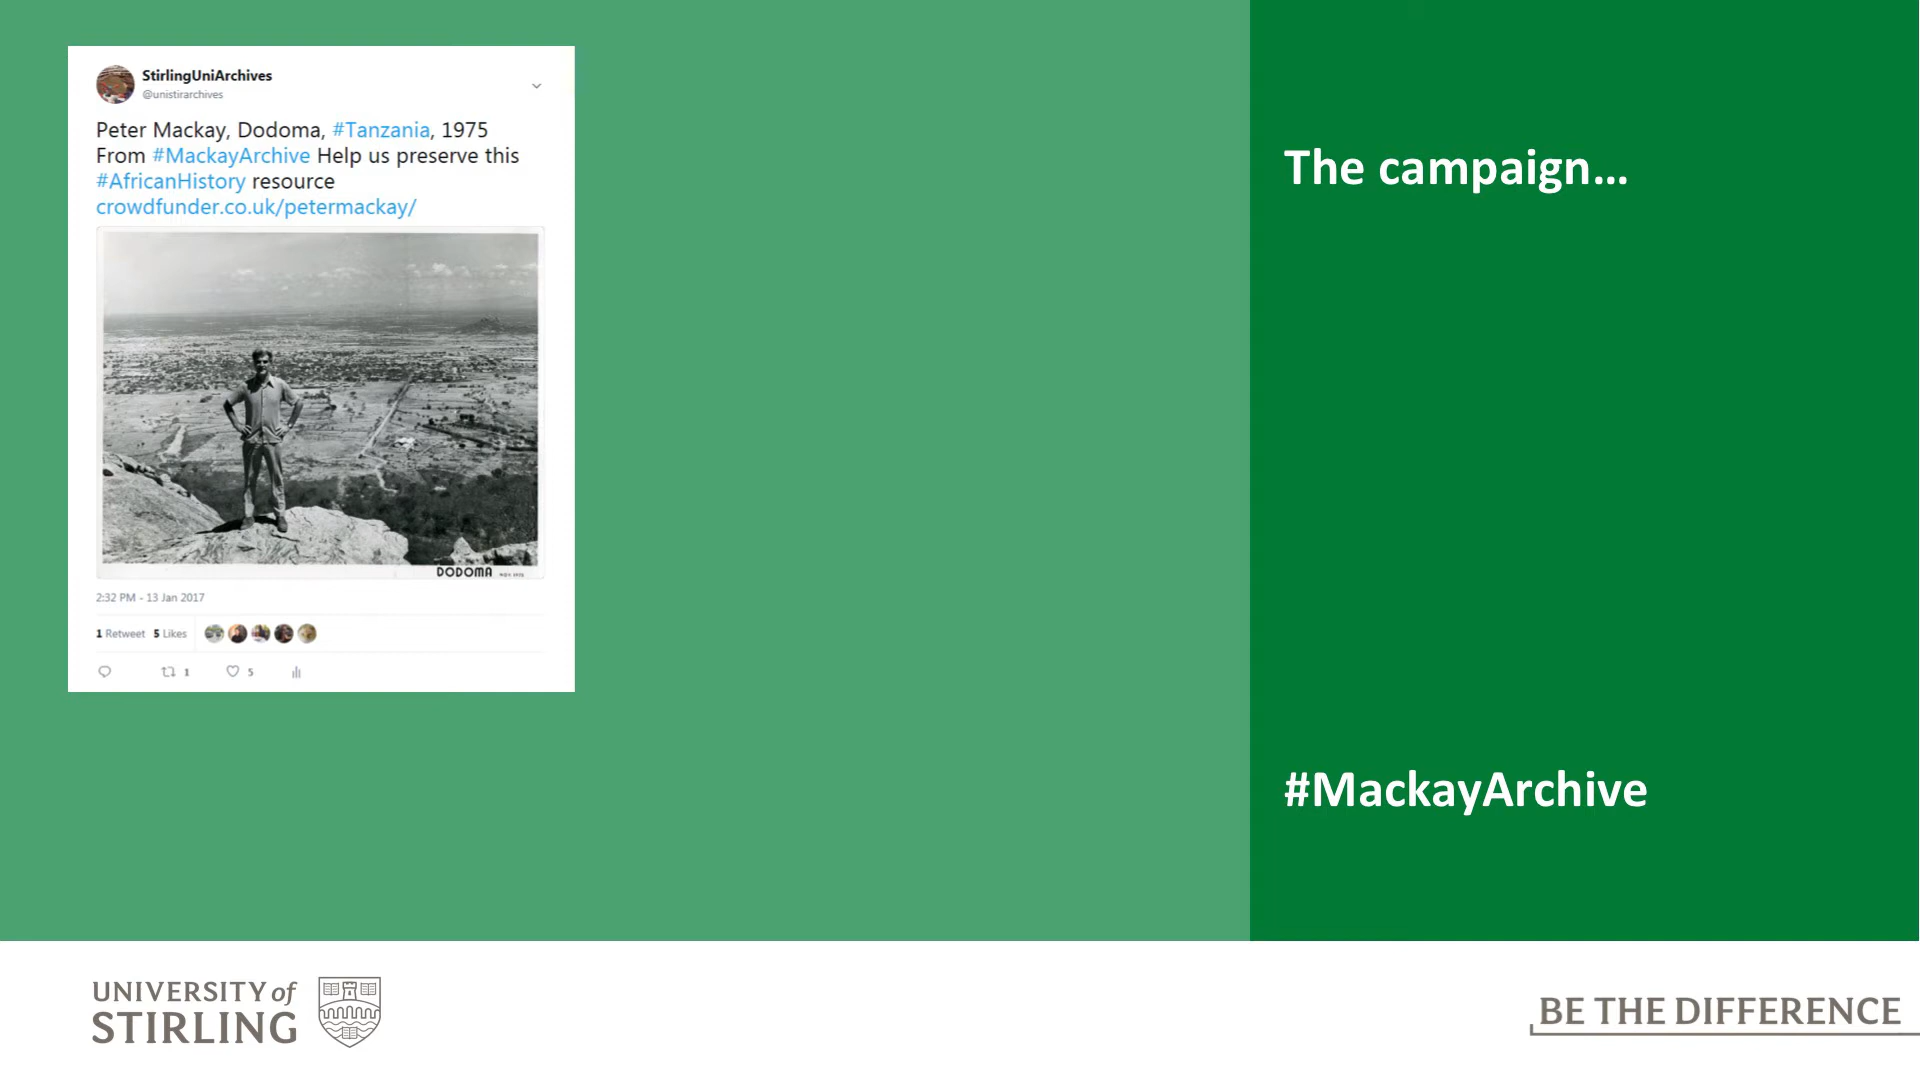 StirlingUniArchives
@unistirarchives
Peter Mackay, Dodoma, #Tanzania, 1975
From #MackayArchive Help us preserve this
#AfricanHistory resource
crowdfunder.co.uk/petermackay/
DODOMA
2:32 PM - 13 Jan 2017
1 Retweet 5 Likes
1 5
The campaign...
#MackayArchive
UNIVERSITY of
STIRLING
BE THE DIFFERENCE